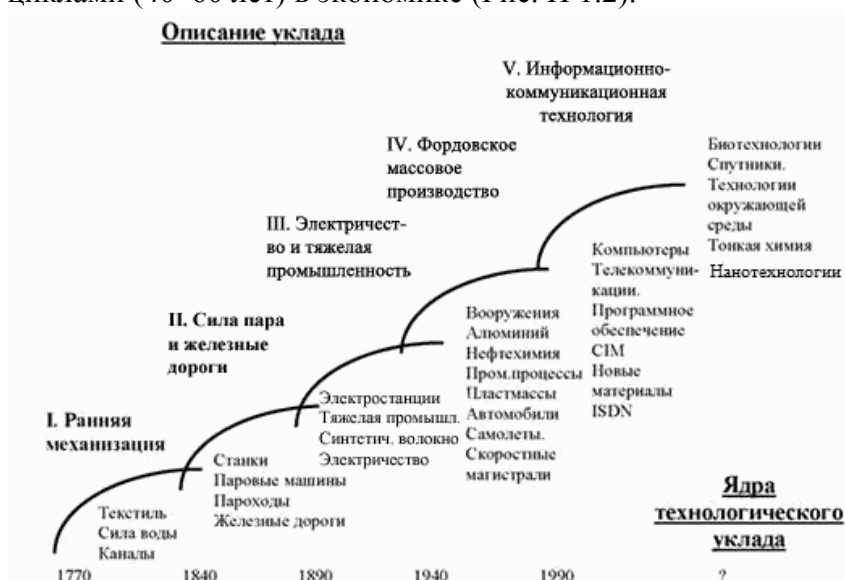 циклами (40–60 лет) в экономике (Рис. П 1.2).
Описание уклада
V. Информационно-
коммуникационная
технология
IV. Фордовское
массовое
производство
III. Электричест-
во и тяжелая
промышленность
II. Сила пара
и железные
дороги
I. Ранняя
механизация
Текстиль
Сила воды
Каналы
Станки
Паровые машины
Пароходы
Железные дороги
Электростанции
Тяжелая промышл.
Синтетич. волокно
Электричество
Вооружения
Алюминий
Нефтехимия
Пром.процессы
Пластмассы
Автомобили
Самолеты.
Скоростные
магистрали
Компьютеры
Телекоммуни-
кации.
Программное
обеспечение
CIM
Новые
материалы
ISDN
Биотехнологии
Спутники.
Технологии
окружающей
среды
Тонкая химия
Нанотехнологии
Ядра
технологического
уклада
1770 1840 1890 1940 1990 ?